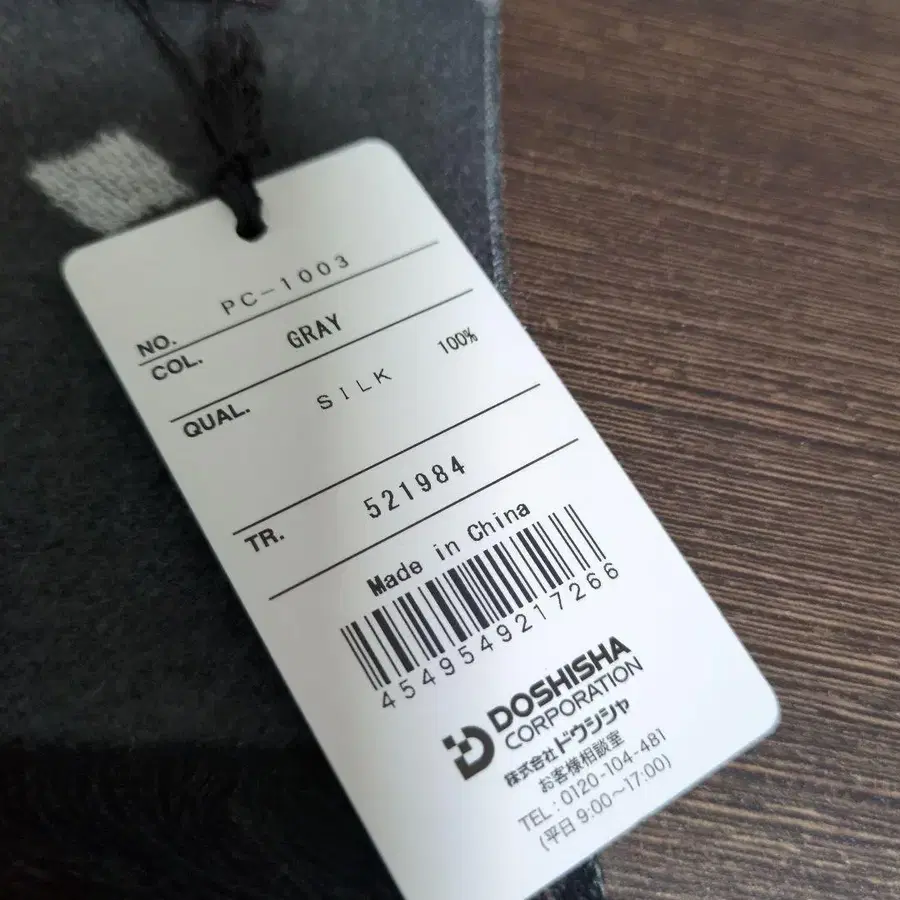 NO. PC-1003
COL. GRAY
QUAL. SILK 100%
TR. 521984
Made in China
4549549217266
DOSHISHA
CORPORATION
株式会社ドウシシャ
お客様相談室
TEL : 0120-104-481
(平日 9:00～17:00)